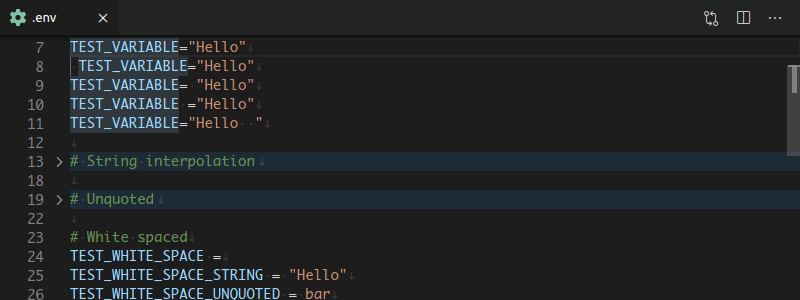 .env
7 TEST_VARIABLE="Hello"
8  TEST_VARIABLE="Hello"
9 TEST_VARIABLE= "Hello"
10 TEST_VARIABLE ="Hello"
11 TEST_VARIABLE="Hello  "
12
13 # String interpolation
18
19 # Unquoted
22
23 # White spaced
24 TEST_WHITE_SPACE =
25 TEST_WHITE_SPACE_STRING = "Hello"
26 TEST_WHITE_SPACE_UNQUOTED = bar